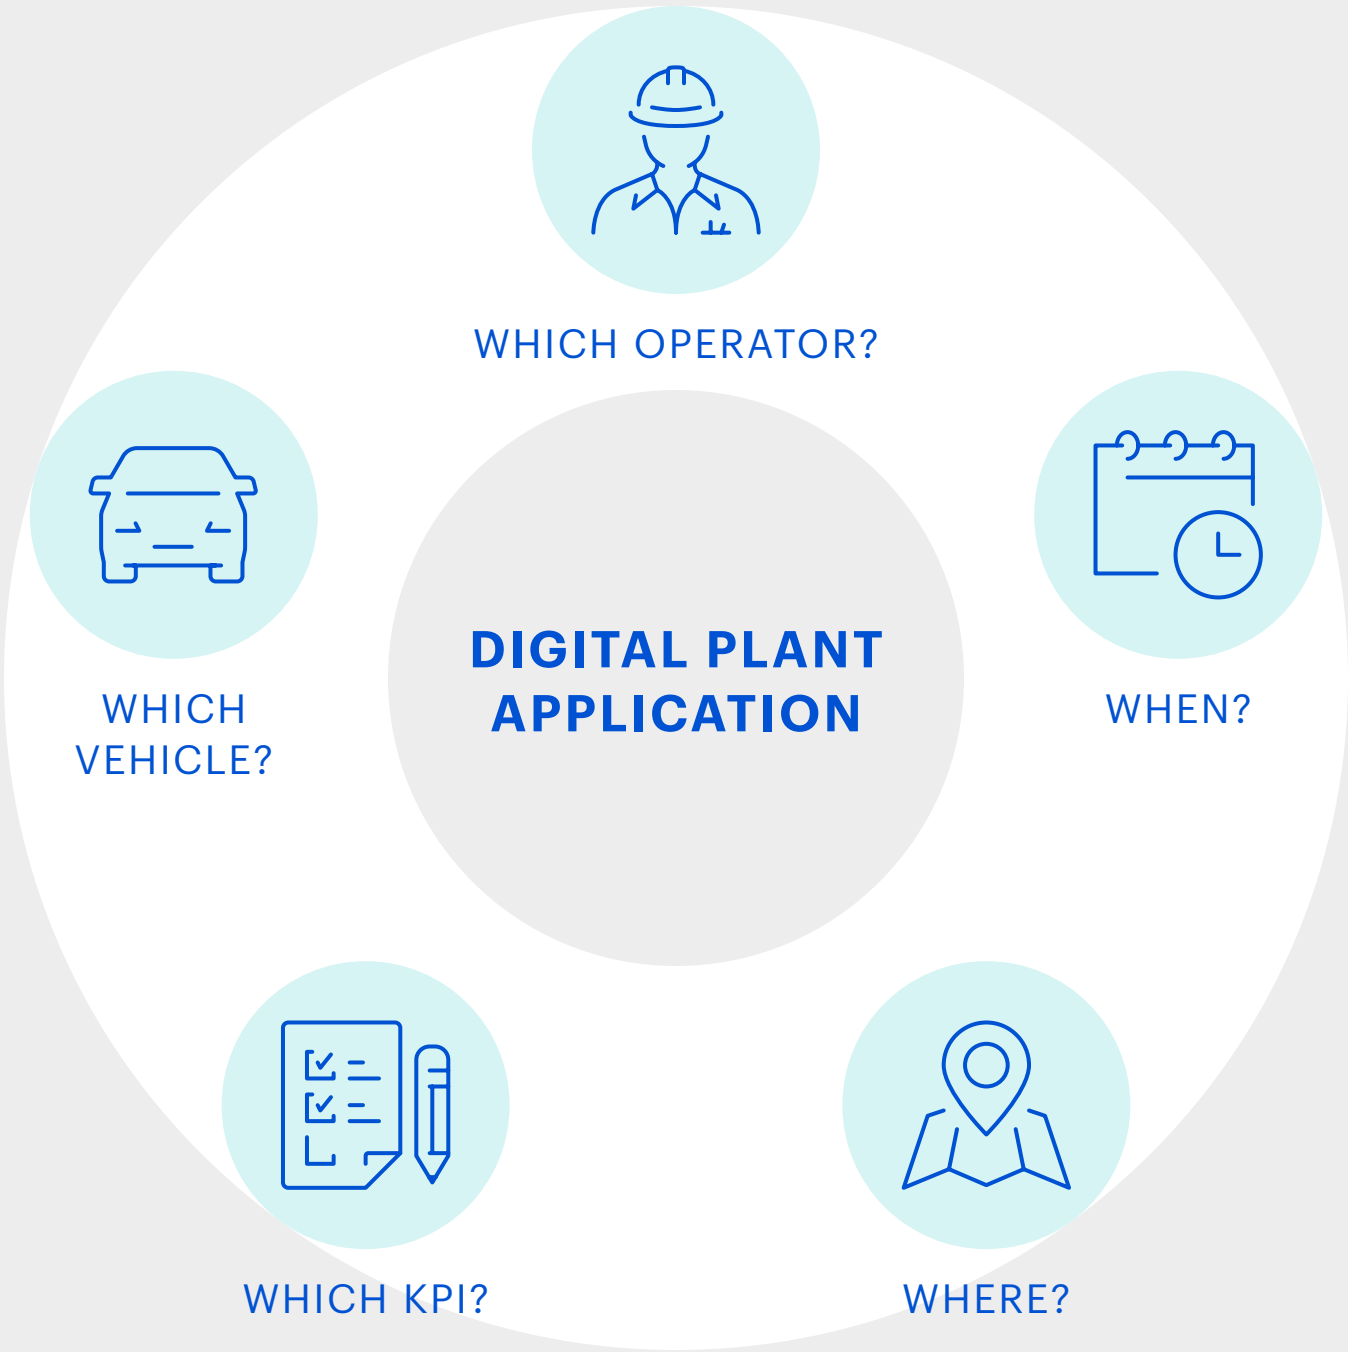 WHICH OPERATOR?
WHICH
VEHICLE?
DIGITAL PLANT
APPLICATION
WHEN?
WHICH KPI?
WHERE?